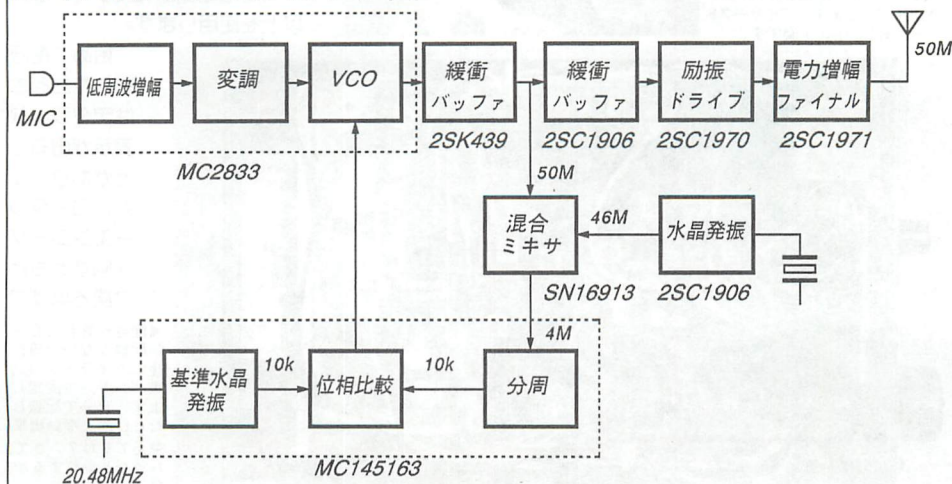 50M
低周波増幅
変調
VCO
緩衝
バッファ
緩衝
バッファ
励振
ドライブ
電力増幅
ファイナル
MIC
2SK439
2SC1906
2SC1970
2SC1971
MC2833
50M
混合
ミキサ
46M
水晶発振
SN16913
2SC1906
4M
基準水晶
発振
10k
位相比較
10k
分周
MC145163
20.48MHz